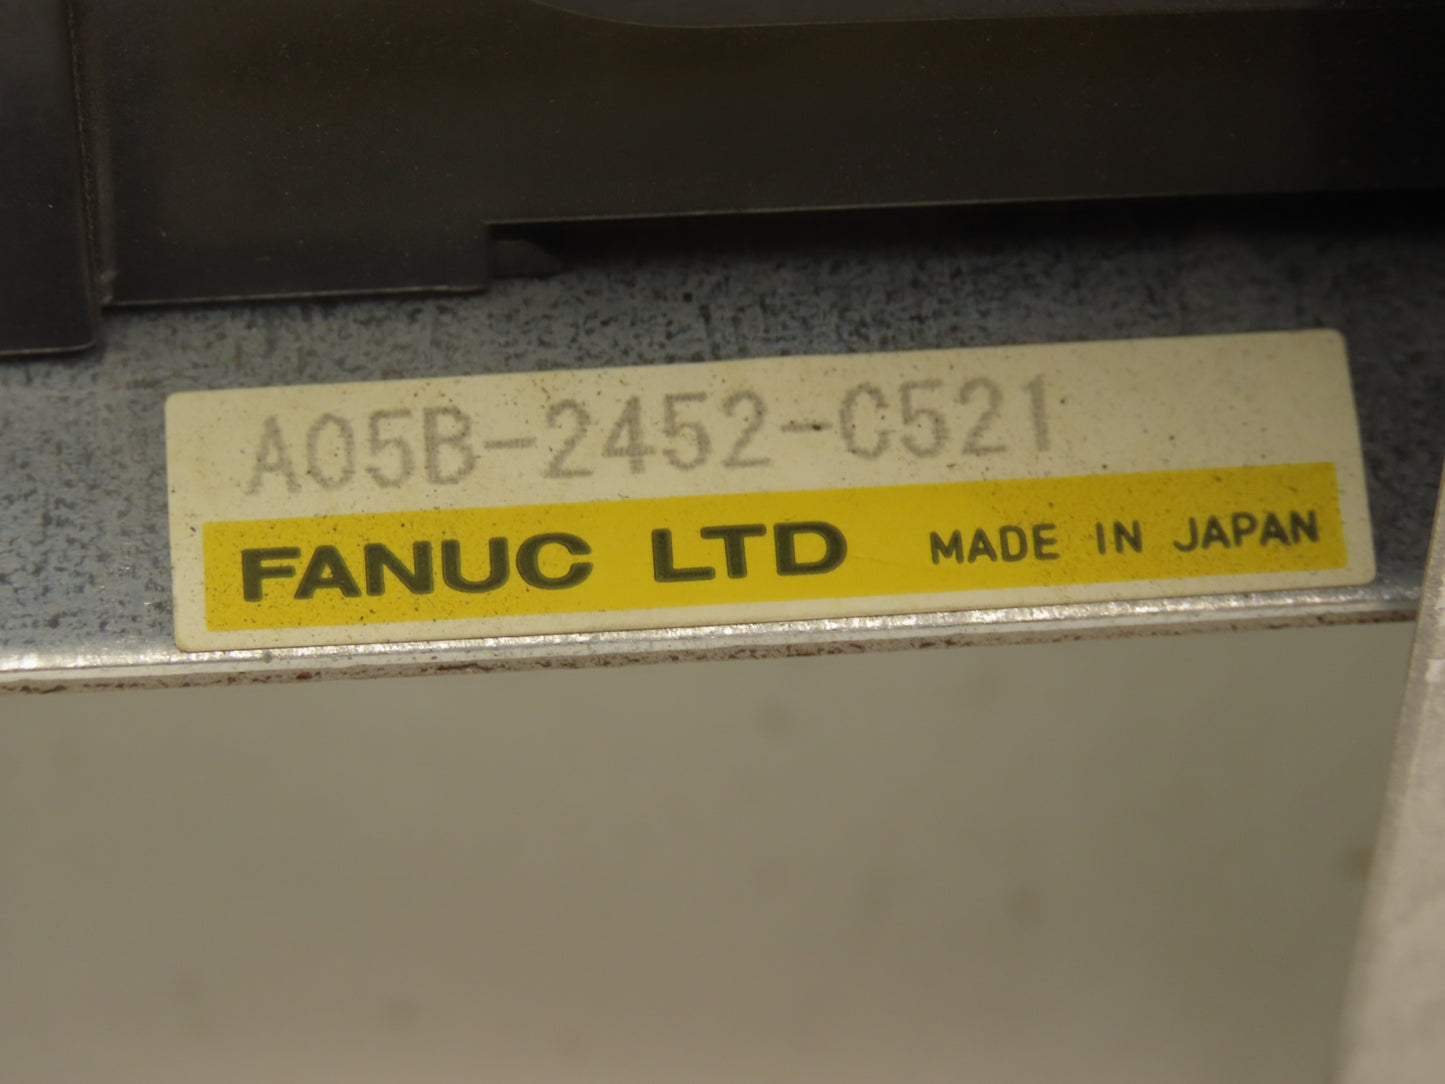 A05B-2452-C521
FANUC LTD MADE IN JAPAN